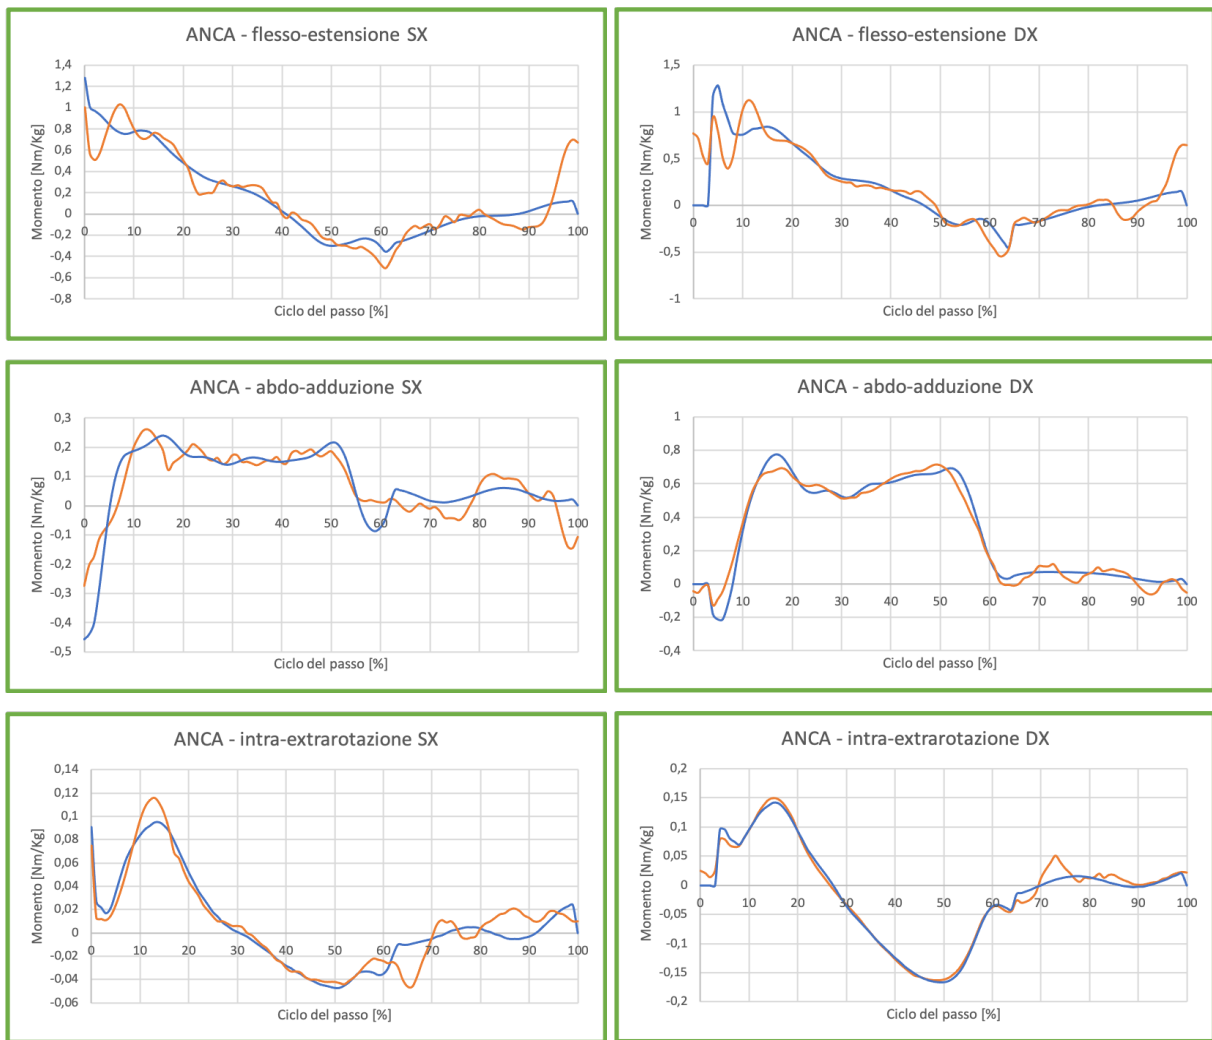 ANCA - flesso-estensione SX
Momento [Nm/Kg]
1,4
1,2
1
0,8
0,6
0,4
0,2
0
-0,2
-0,4
-0,6
-0,8
0 10 20 30 40 50 60 70 80 90 100
Ciclo del passo [%]
ANCA - flesso-estensione DX
Momento [Nm/Kg]
1,5
1
0,5
0
-0,5
-1
0 10 20 30 40 50 60 70 80 90 100
Ciclo del passo [%]
ANCA - abdo-adduzione SX
Momento [Nm/Kg]
0,3
0,2
0,1
0
-0,1
-0,2
-0,3
-0,4
-0,5
0 10 20 30 40 50 60 70 80 90 100
Ciclo del passo [%]
ANCA - abdo-adduzione DX
Momento [Nm/Kg]
1
0,8
0,6
0,4
0,2
0
-0,2
-0,4
0 10 20 30 40 50 60 70 80 90 100
Ciclo del passo [%]
ANCA - intra-extrarotazione SX
Momento [Nm/Kg]
0,14
0,12
0,1
0,08
0,06
0,04
0,02
0
-0,02
-0,04
-0,06
0 10 20 30 40 50 60 70 80 90 100
Ciclo del passo [%]
ANCA - intra-extrarotazione DX
Momento [Nm/Kg]
0,2
0,15
0,1
0,05
0
-0,05
-0,1
-0,15
-0,2
0 10 20 30 40 50 60 70 80 90 100
Ciclo del passo [%]